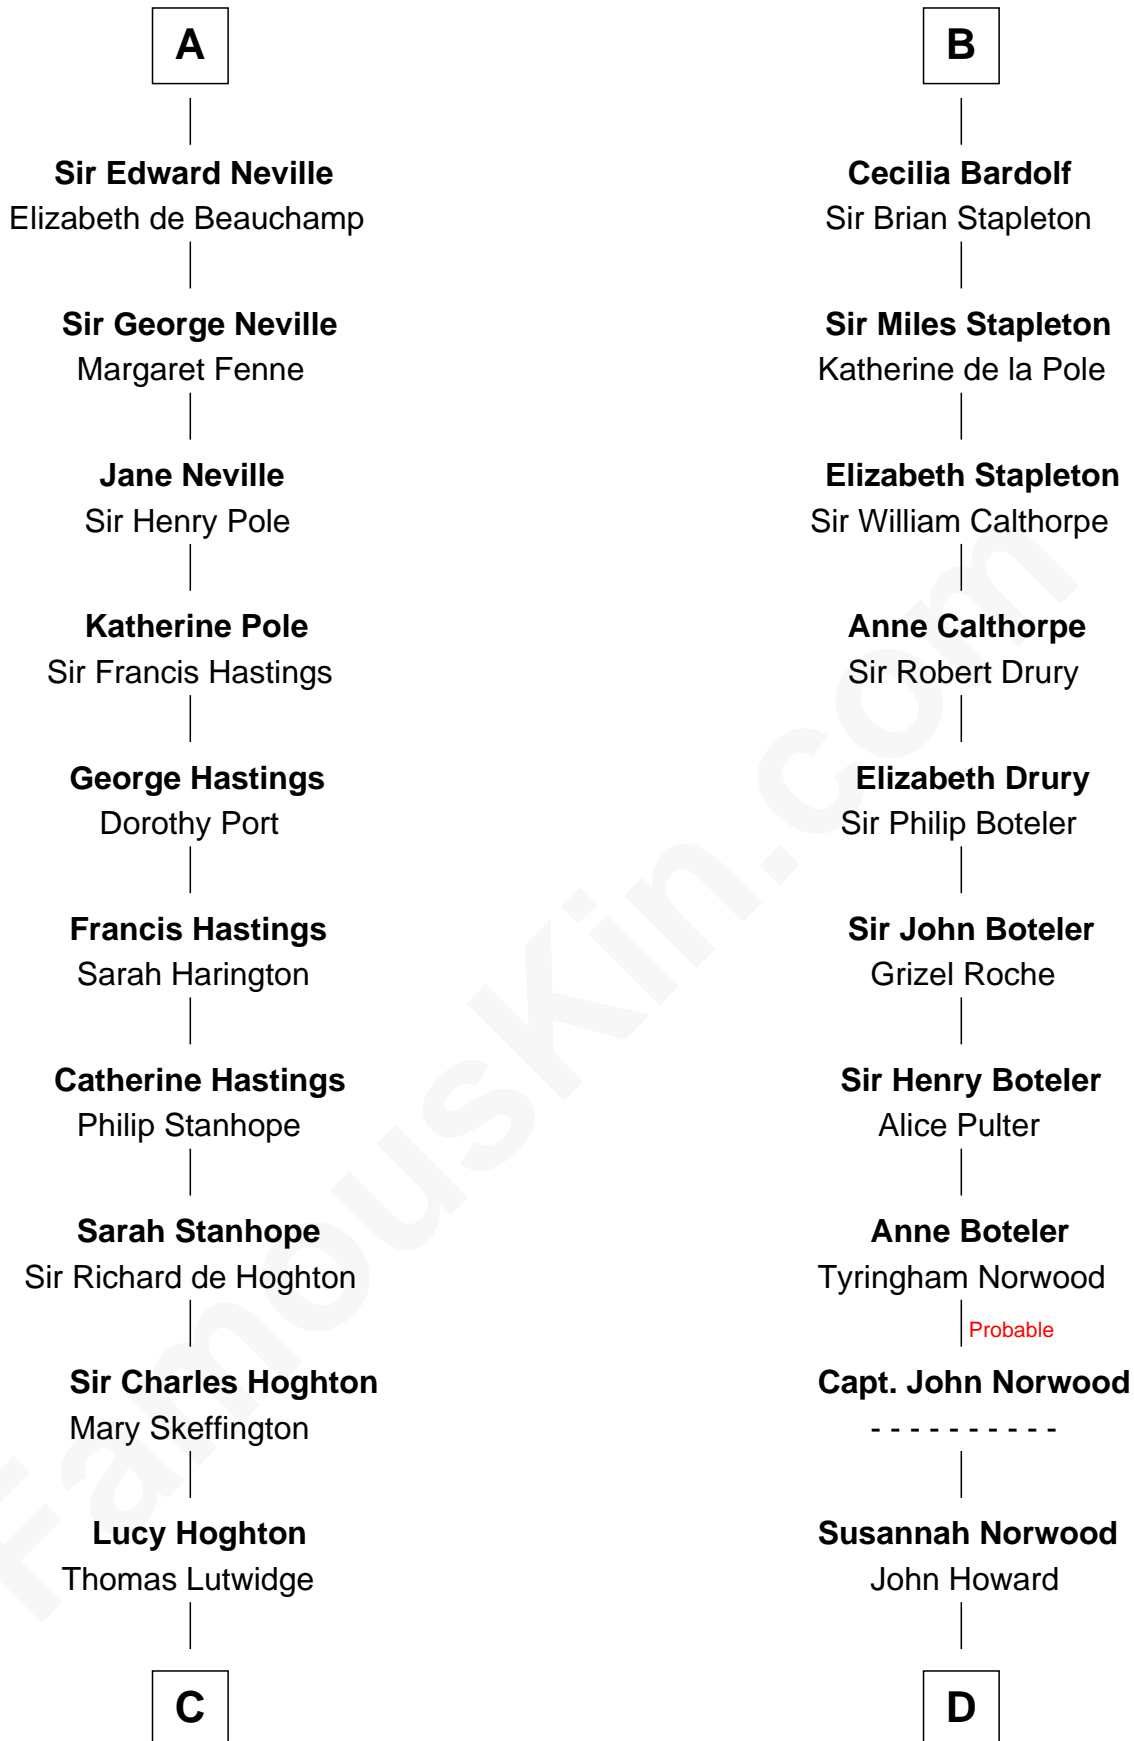 A
Sir Edward Neville
Elizabeth de Beauchamp
Sir George Neville
Margaret Fenne
Jane Neville
Sir Henry Pole
Katherine Pole
Sir Francis Hastings
George Hastings
Dorothy Port
Francis Hastings
Sarah Harington
Catherine Hastings
Philip Stanhope
Sarah Stanhope
Sir Richard de Hoghton
Sir Charles Hoghton
Mary Skeffington
Lucy Hoghton
Thomas Lutwidge
C
B
Cecilia Bardolf
Sir Brian Stapleton
Sir Miles Stapleton
Katherine de la Pole
Elizabeth Stapleton
Sir William Calthorpe
Anne Calthorpe
Sir Robert Drury
Elizabeth Drury
Sir Philip Boteler
Sir John Boteler
Grizel Roche
Sir Henry Boteler
Alice Pulter
Anne Boteler
Tyringham Norwood
Probable
Capt. John Norwood
- - - - - - - - - -
Susannah Norwood
John Howard
D
FamousKin.com